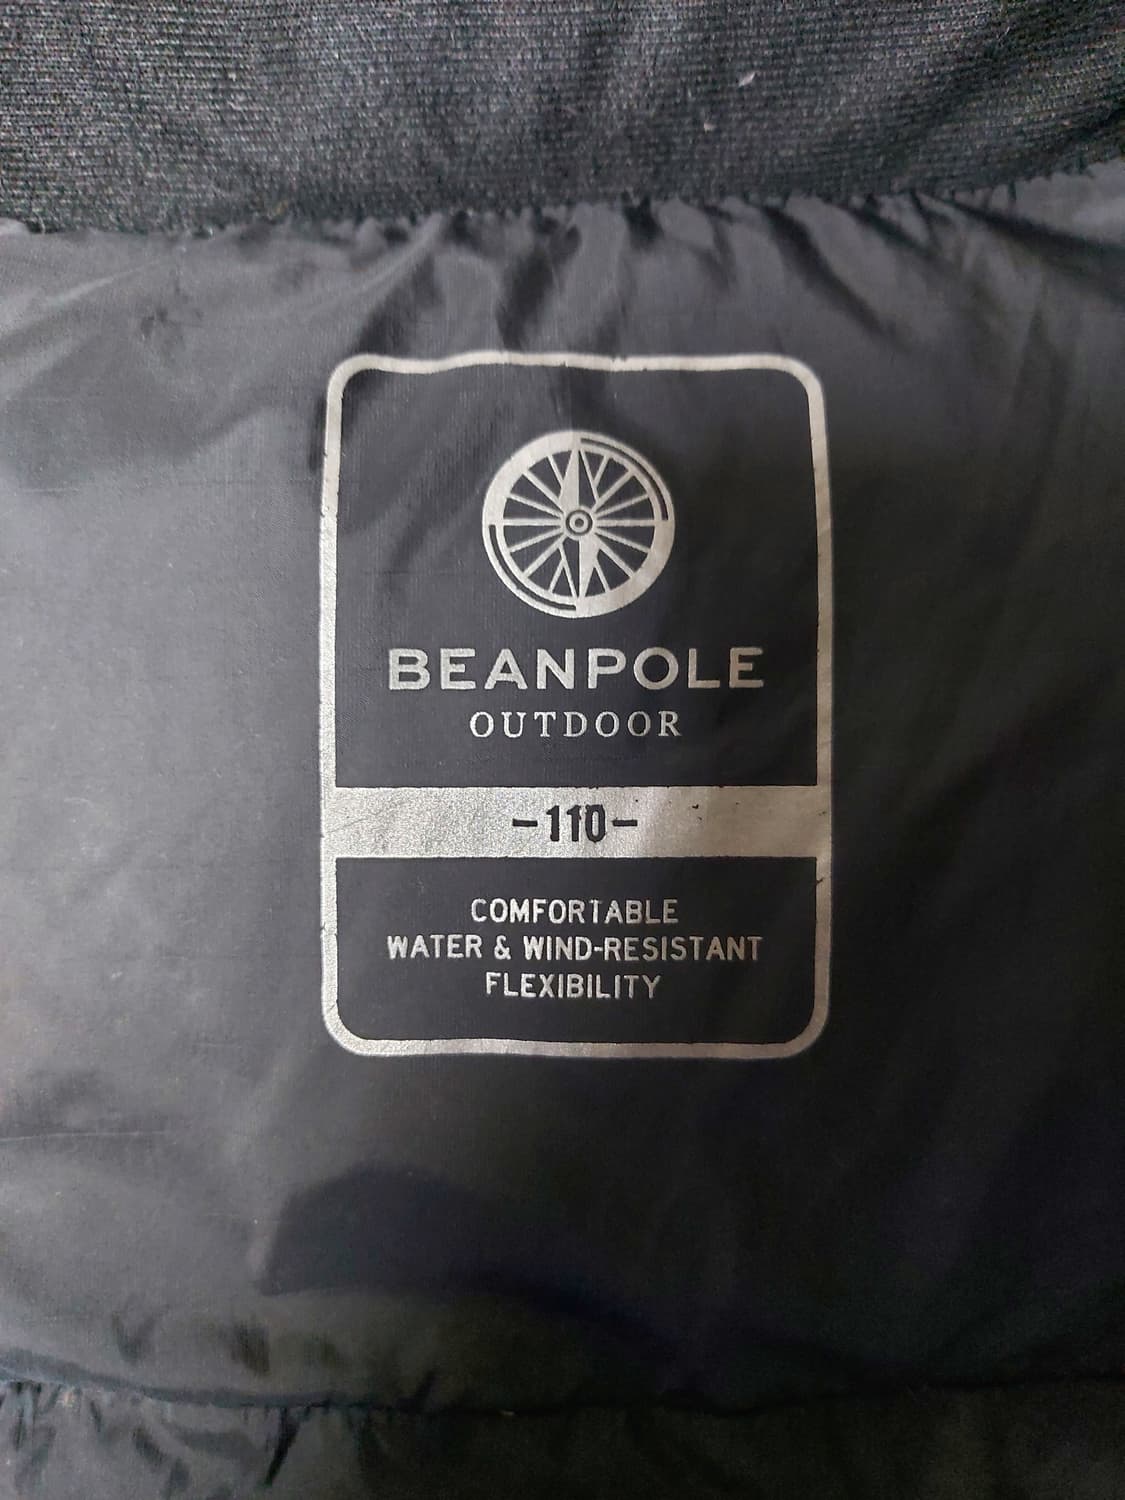 BEANPOLE
OUTDOOR
-110-
COMFORTABLE
WATER & WIND-RESISTANT
FLEXIBILITY